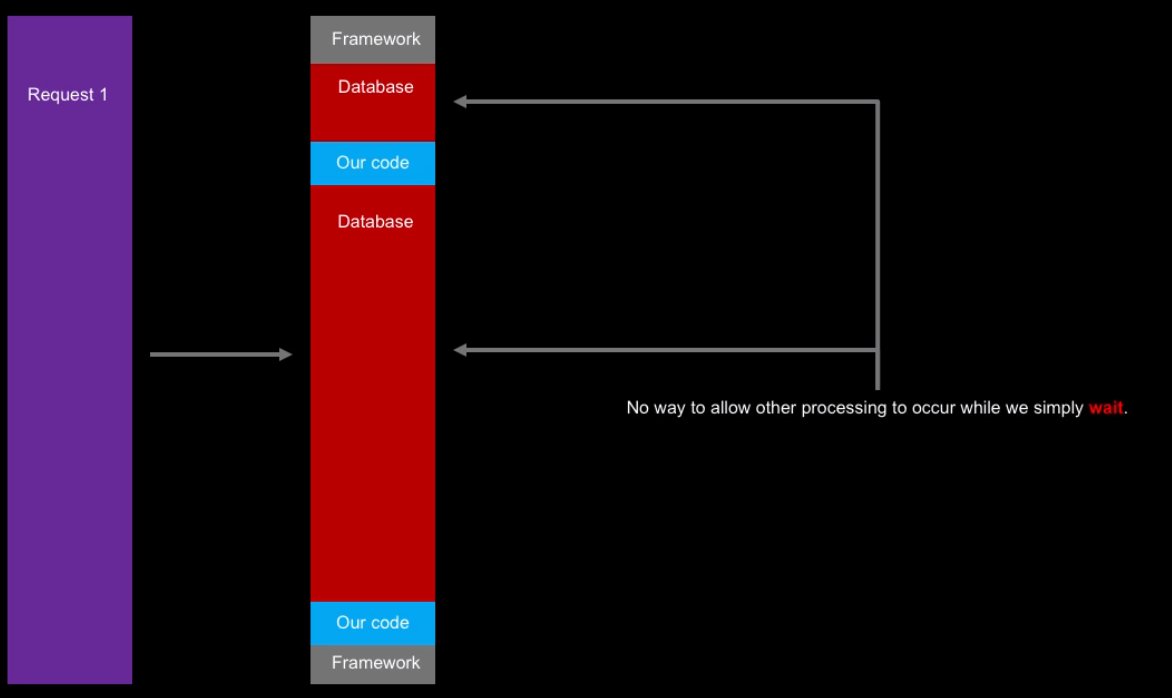 Request 1
Framework
Database
Our code
Database
No way to allow other processing to occur while we simply wait.
Our code
Framework